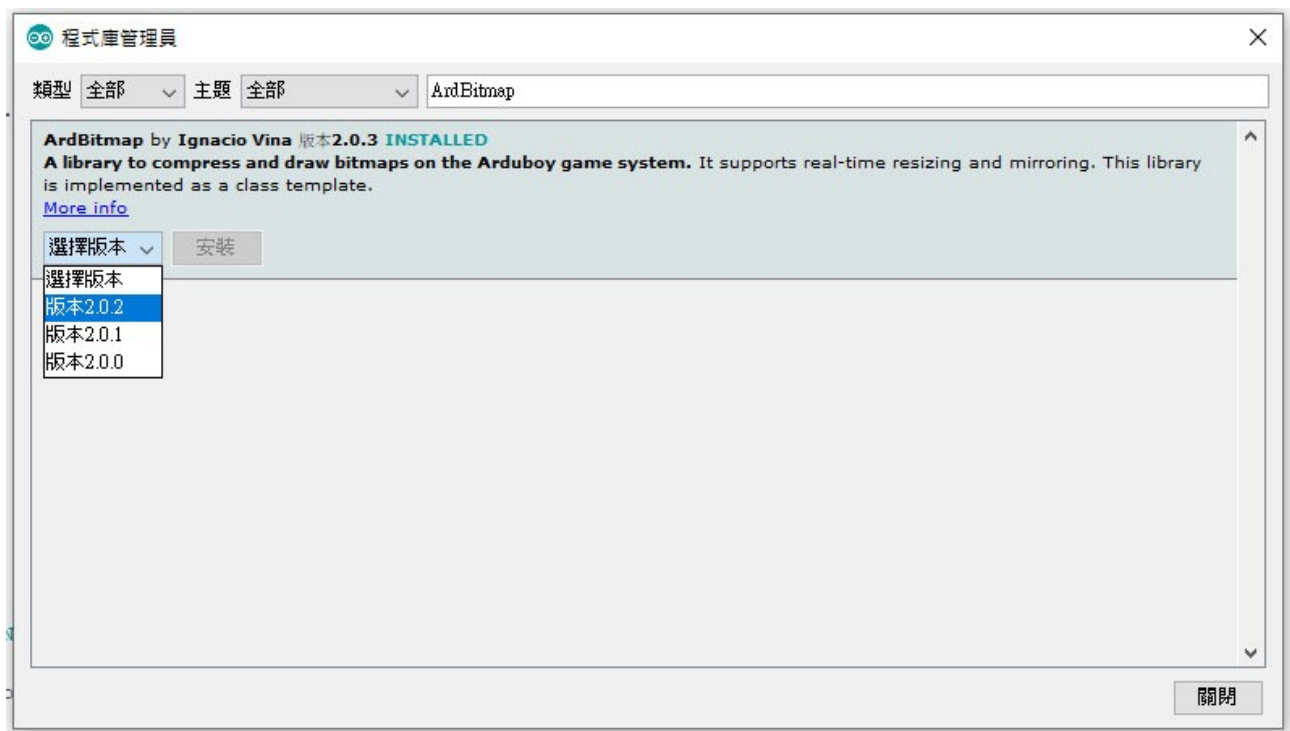 程式庫管理員
類型 全部 主題 全部 ArdBitmap
ArdBitmap by Ignacio Vina 版本2.0.3 INSTALLED
A library to compress and draw bitmaps on the Arduboy game system. It supports real-time resizing and mirroring. This library
is implemented as a class template.
More info
選擇版本 安裝
選擇版本
版本2.0.2
版本2.0.1
版本2.0.0
關閉